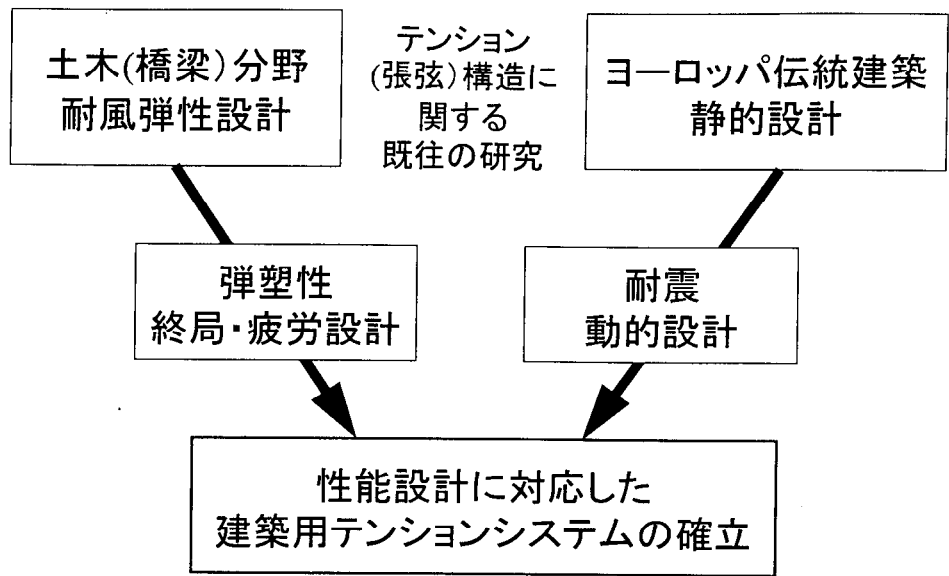 土木(橋梁)分野
耐風弾性設計
テンション
(張弦)構造に
関する
既往の研究
ヨーロッパ伝統建築
静的設計
弾塑性
終局・疲労設計
耐震
動的設計
性能設計に対応した
建築用テンションシステムの確立